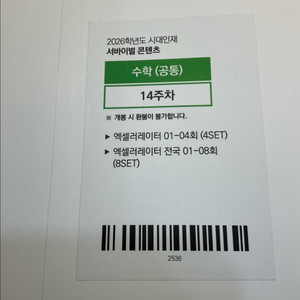 2026학년도 시대인재
서바이벌 콘텐츠
수학 (공통)
14주차
※ 개봉 시 환불이 불가합니다.
▶ 엑셀러레이터 01-04회 (4SET)
▶ 엑셀러레이터 전국 01-08회
(8SET)
2536